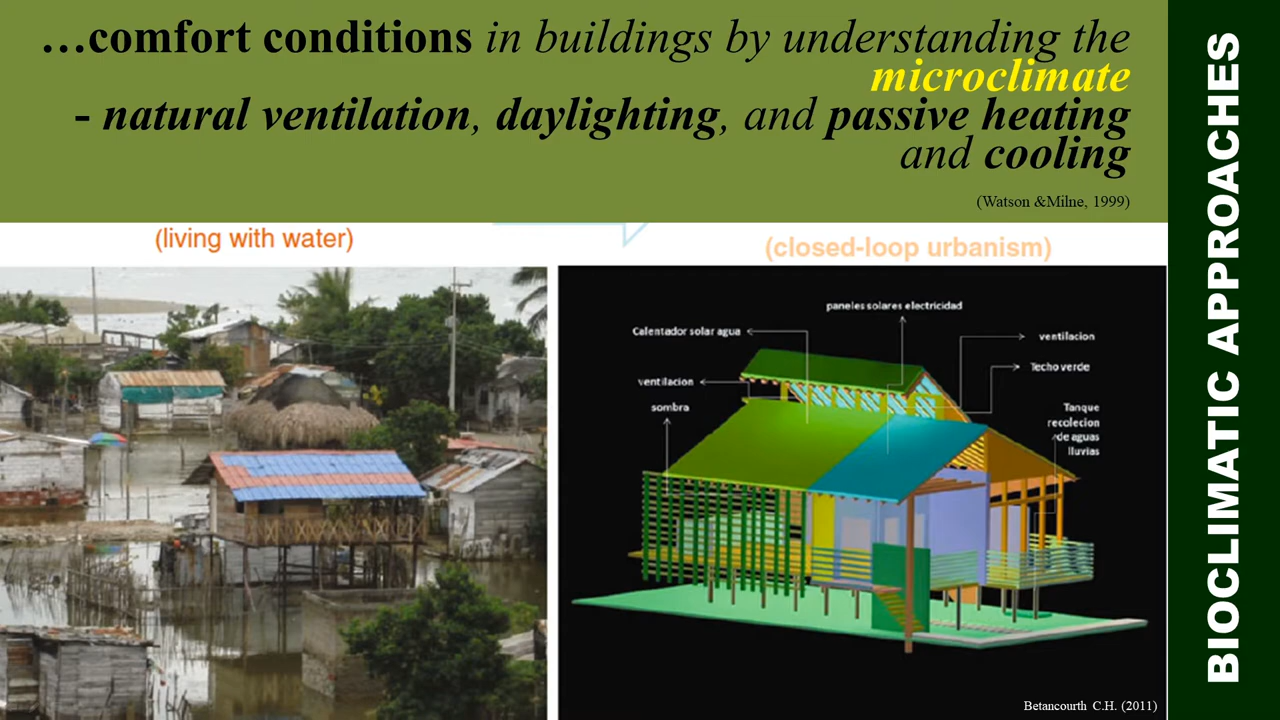 …comfort conditions in buildings by understanding the
microclimate
- natural ventilation, daylighting, and passive heating
and cooling
(Watson &Milne, 1999)
(living with water)
(closed-loop urbanism)
paneles solares electricidad
Calentador solar agua
ventilacion
Techo verde
ventilacion
sombra
Tanque
recolecion
de aguas
lluvias
Betancourth C.H. (2011)
BIOCLIMATIC APPROACHES